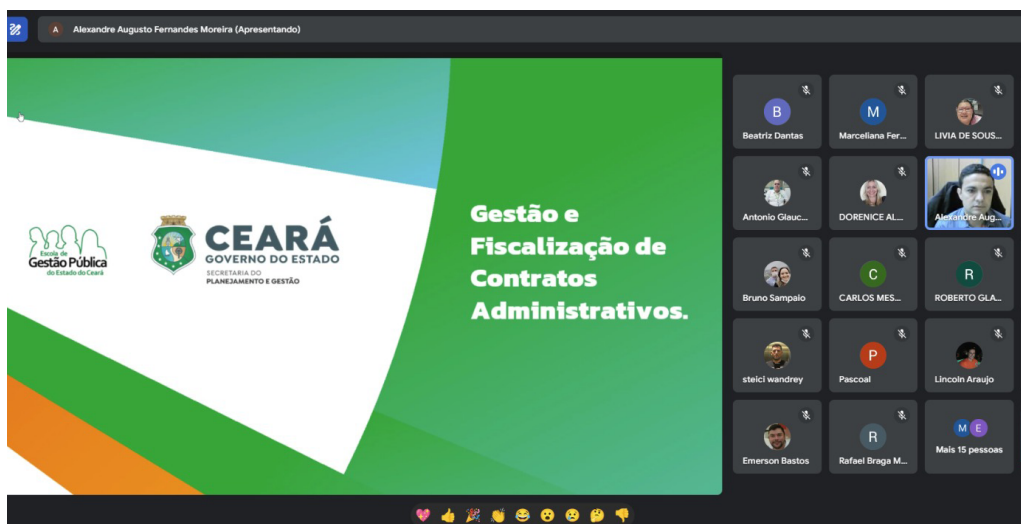 A Alexandre Augusto Fernandes Moreira (Apresentando)
Escola de
Gestão Pública
do Estado do Ceará
CEARÁ
GOVERNO DO ESTADO
SECRETARIA DO
PLANEJAMENTO E GESTÃO
Gestão e
Fiscalização de
Contratos
Administrativos.
B
Beatriz Dantas
M
Marceliana Fer...
LIVIA DE SOUS...
Antonio Glauc...
DORENICE AL...
Alexandre Aug...
Bruno Sampaio
C
CARLOS MES...
R
ROBERTO GLA...
steici wandrey
P
Pascoal
Lincoln Araujo
Emerson Bastos
R
Rafael Braga M...
M E
Mais 15 pessoas